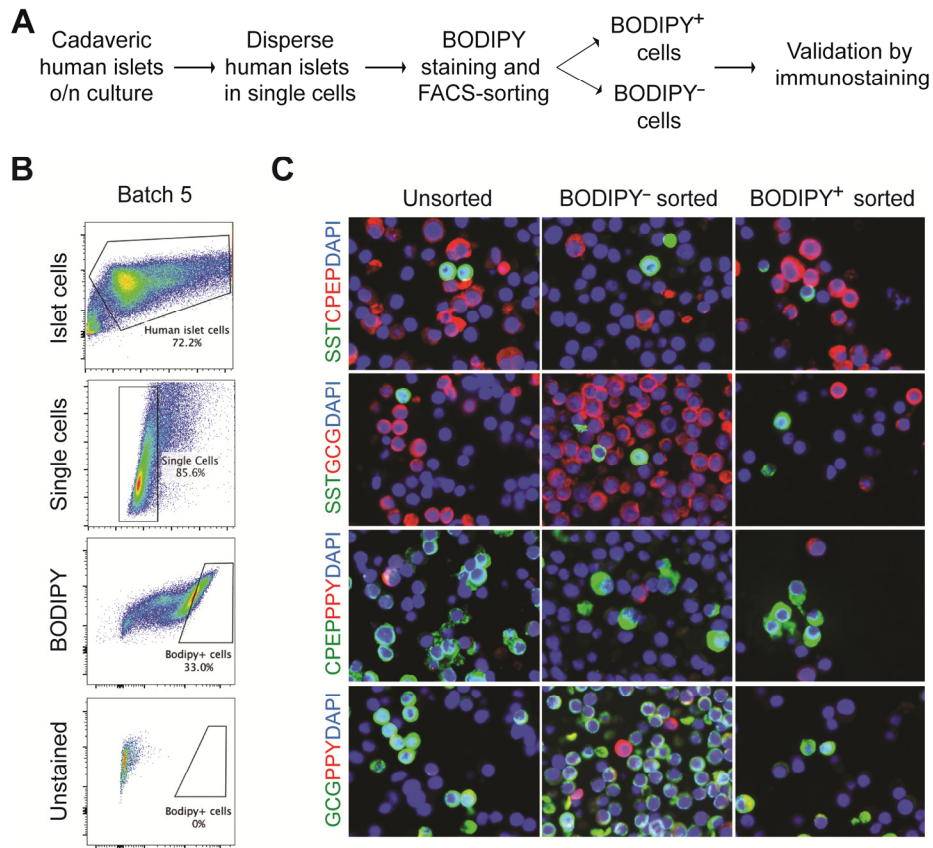 A
Cadaveric
human islets
o/n culture
Disperse
human islets
in single cells
BODIPY
staining and
FACS-sorting
BODIPY+
cells
BODIPY–
cells
Validation by
immunostaining
B
Batch 5
Islet cells
Human islet cells
72.2%
Single cells
Single Cells
85.6%
BODIPY
Bodipy+ cells
33.0%
Unstained
Bodipy+ cells
0%
C
Unsorted
BODIPY– sorted
BODIPY+ sorted
SSTCPEPDAPI
SSTGCGDAPI
CPEPPPYDAPI
GCGPPYDAPI